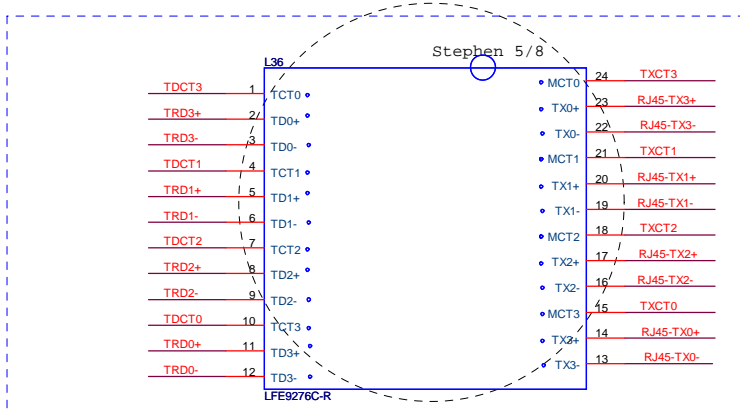 Stephen 5/8
L36
TDCT3 1 TCT0 MCT0 24 TXCT3
TRD3+ 2 TD0+ TX0+ 23 RJ45-TX3+
TRD3- 3 TD0- TX0- 22 RJ45-TX3-
TDCT1 4 TCT1 MCT1 21 TXCT1
TRD1+ 5 TD1+ TX1+ 20 RJ45-TX1+
TRD1- 6 TD1- TX1- 19 RJ45-TX1-
TDCT2 7 TCT2 MCT2 18 TXCT2
TRD2+ 8 TD2+ TX2+ 17 RJ45-TX2+
TRD2- 9 TD2- TX2- 16 RJ45-TX2-
TDCT0 10 TCT3 MCT3 15 TXCT0
TRD0+ 11 TD3+ TX3+ 14 RJ45-TX0+
TRD0- 12 TD3- TX3- 13 RJ45-TX0-
LFE9276C-R